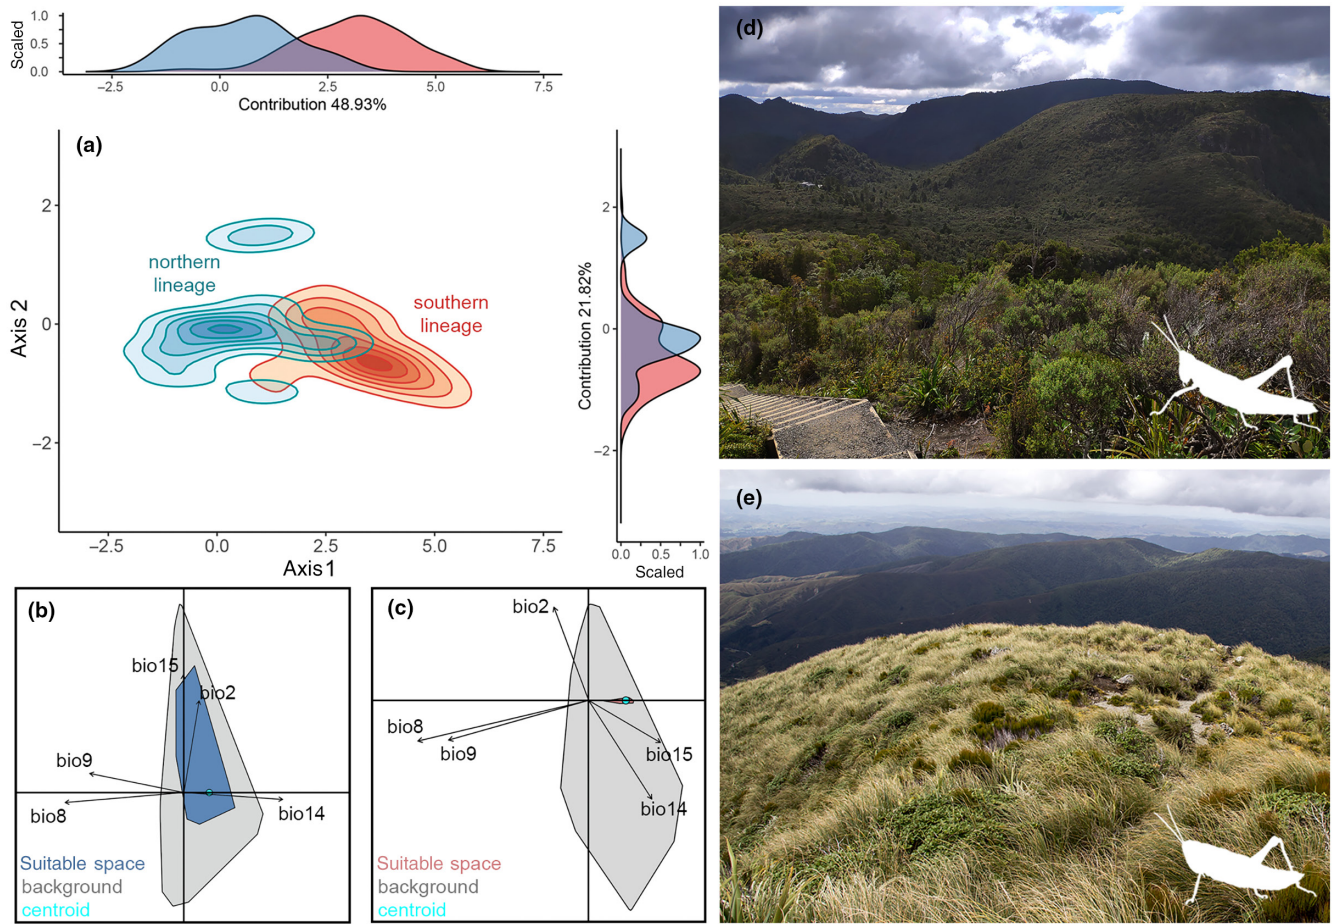 Scaled
1.0
0.5
0.0
−2.5
0.0
2.5
5.0
7.5
Contribution 48.93%
(a)
Axis 2
2
0
−2
northern
lineage
southern
lineage
−2.5
0.0
2.5
5.0
7.5
Axis1
Contribution 21.82%
2
0
−2
0.0
0.5
1.0
Scaled
(b)
bio15
bio2
bio9
bio8
bio14
Suitable space
background
centroid
(c)
bio2
bio8
bio9
bio15
bio14
Suitable space
background
centroid
(d)
(e)